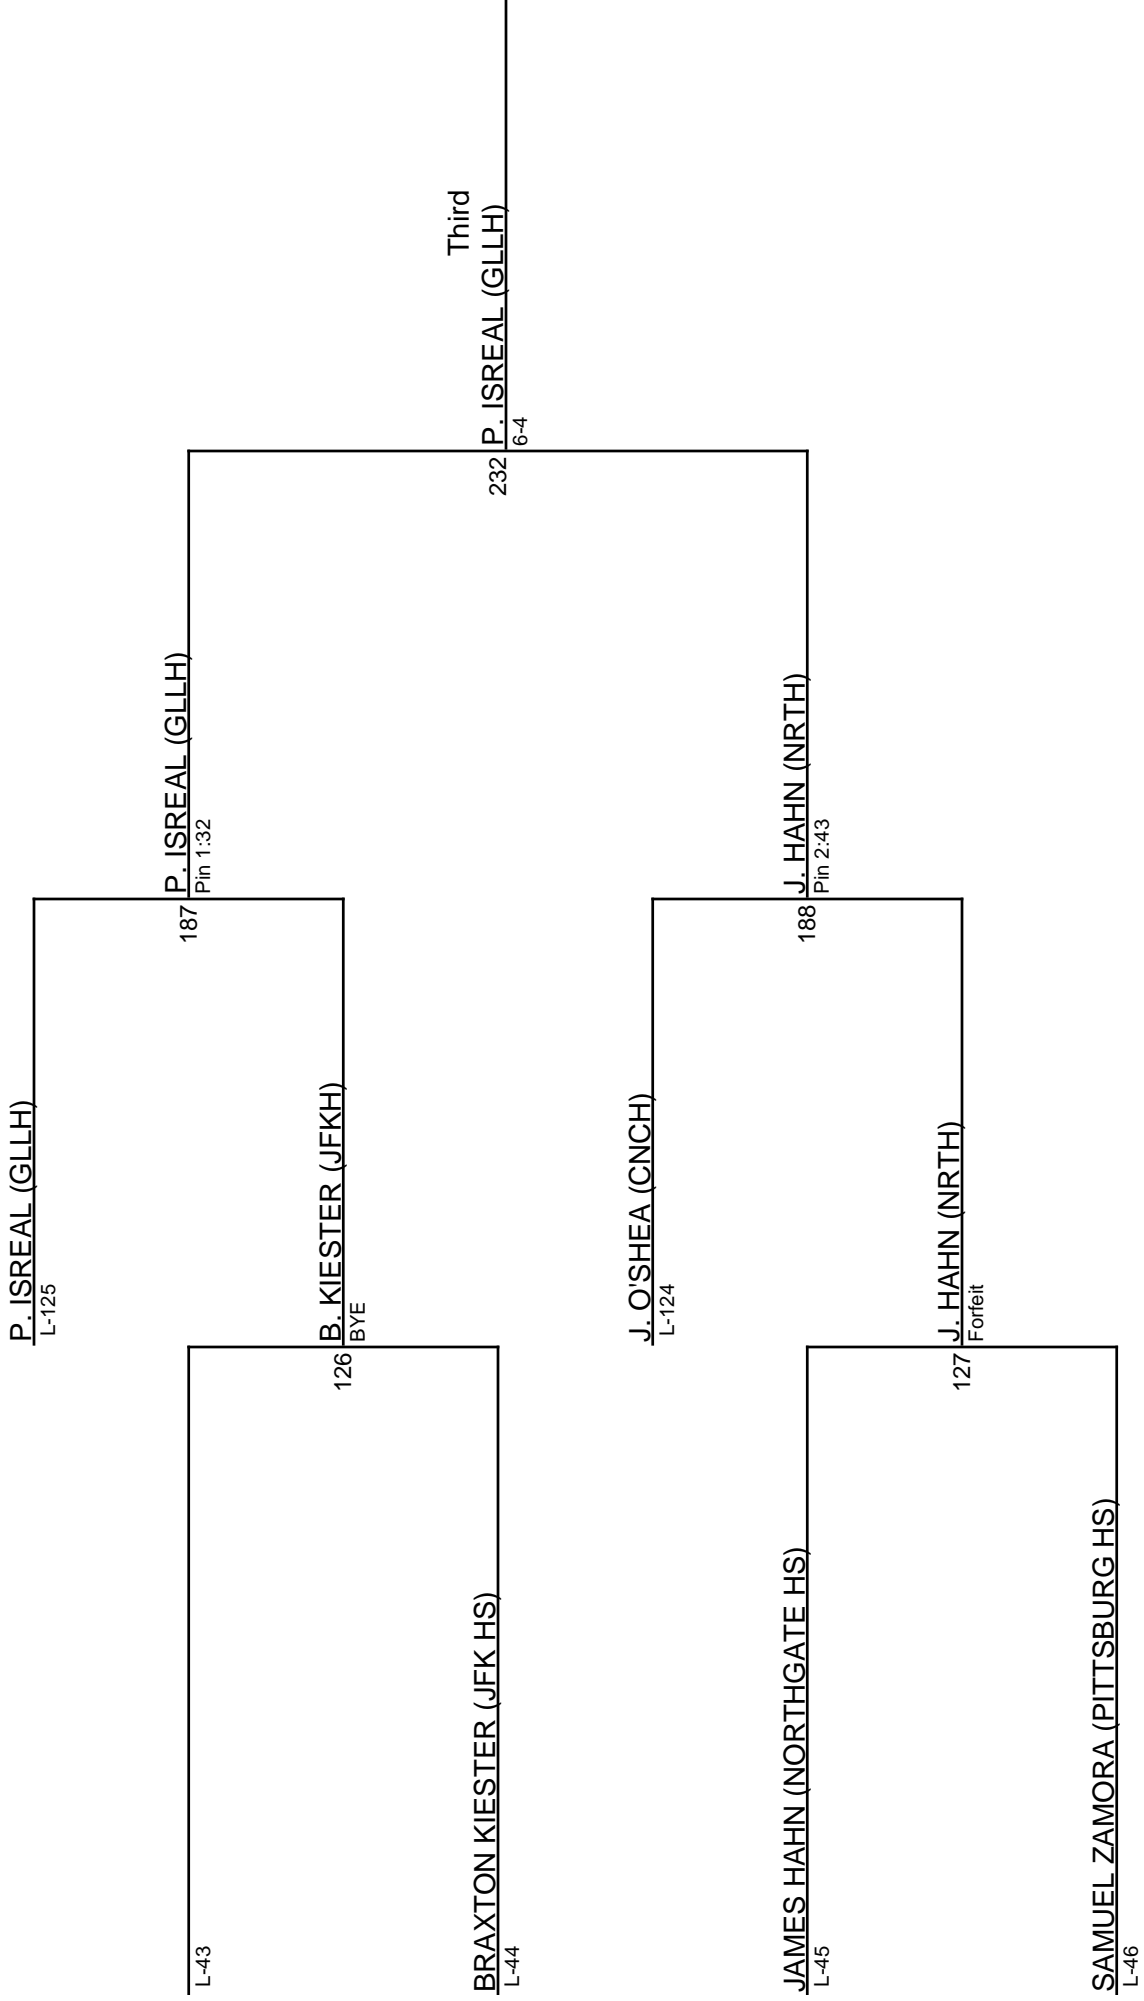 P. ISREAL (GLLH)
L-125
L-43
126
B. KIESTER (JFKH)
BYE
BRAXTON KIESTER (JFK HS)
L-44
187
P. ISREAL (GLLH)
Pin 1:32
Third
232
P. ISREAL (GLLH)
6-4
J. O'SHEA (CNCH)
L-124
188
J. HAHN (NRTH)
Pin 2:43
JAMES HAHN (NORTHGATE HS)
L-45
127
J. HAHN (NRTH)
Forfeit
SAMUEL ZAMORA (PITTSBURG HS)
L-46